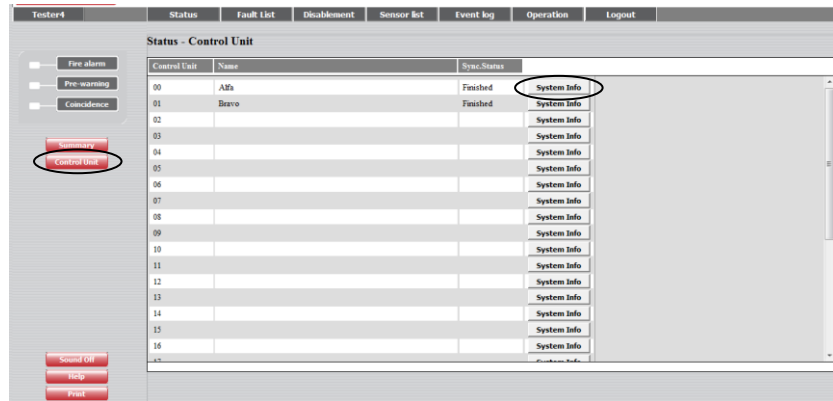 Tester4 Status Fault List Disablement Sensor list Event log Operation Logout
Status - Control Unit
Fire alarm
Pre-warning
Coincidence
Summary
Control Unit
Control Unit Name Sync.Status
00 Alfa Finished System Info
01 Bravo Finished System Info
02 System Info
03 System Info
04 System Info
05 System Info
06 System Info
07 System Info
08 System Info
09 System Info
10 System Info
11 System Info
12 System Info
13 System Info
14 System Info
15 System Info
16 System Info
Sound Off
Help
Print